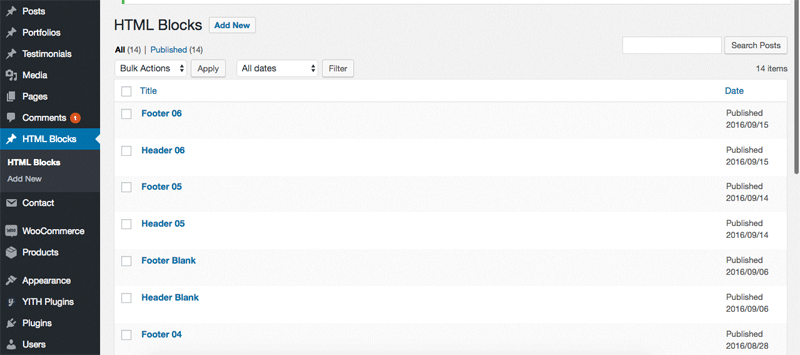 Posts
Portfolios
Testimonials
Media
Pages
Comments 1
HTML Blocks
HTML Blocks
Add New
Contact
WooCommerce
Products
Appearance
YITH Plugins
Plugins
Users
HTML Blocks Add New
All (14) | Published (14)
Search Posts
Bulk Actions Apply All dates Filter 14 items
Title Date
Footer 06 Published
2016/09/15
Header 06 Published
2016/09/15
Footer 05 Published
2016/09/14
Header 05 Published
2016/09/14
Footer Blank Published
2016/09/06
Header Blank Published
2016/09/06
Footer 04 Published
2016/08/28